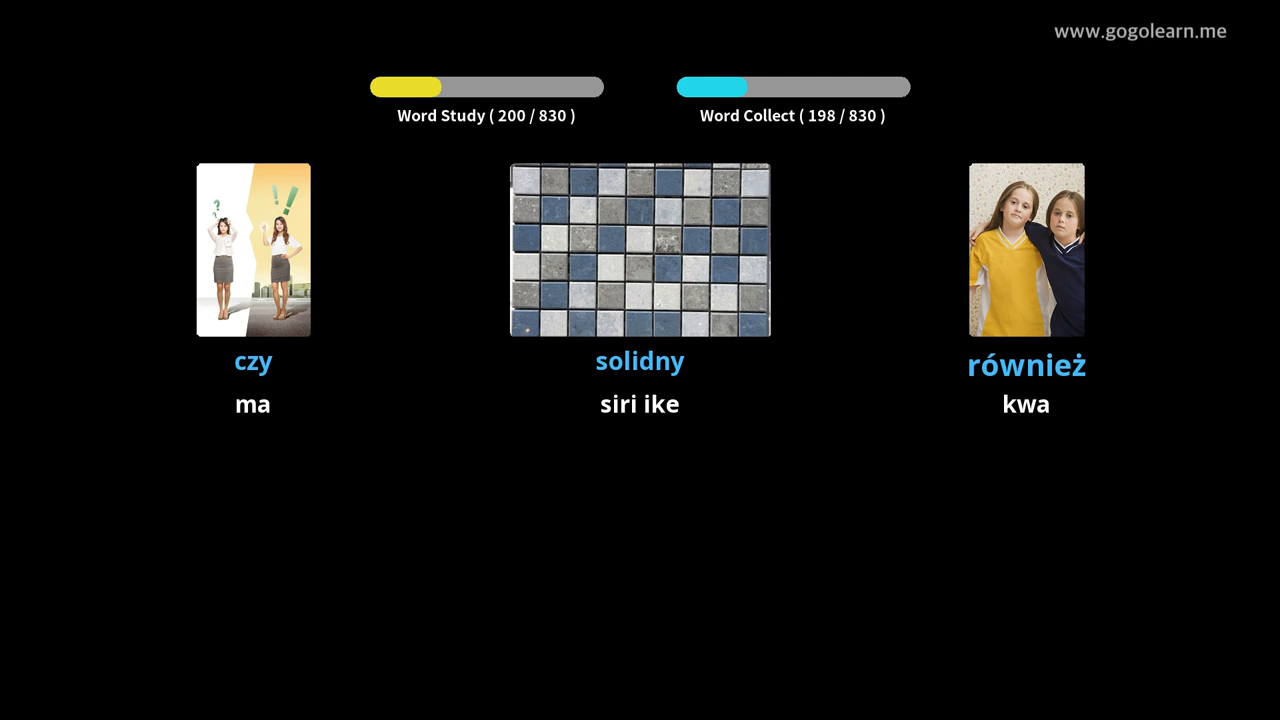 www.gogolearn.me
Word Study ( 200 / 830 )
Word Collect ( 198 / 830 )
czy
solidny
również
ma
siri ike
kwa